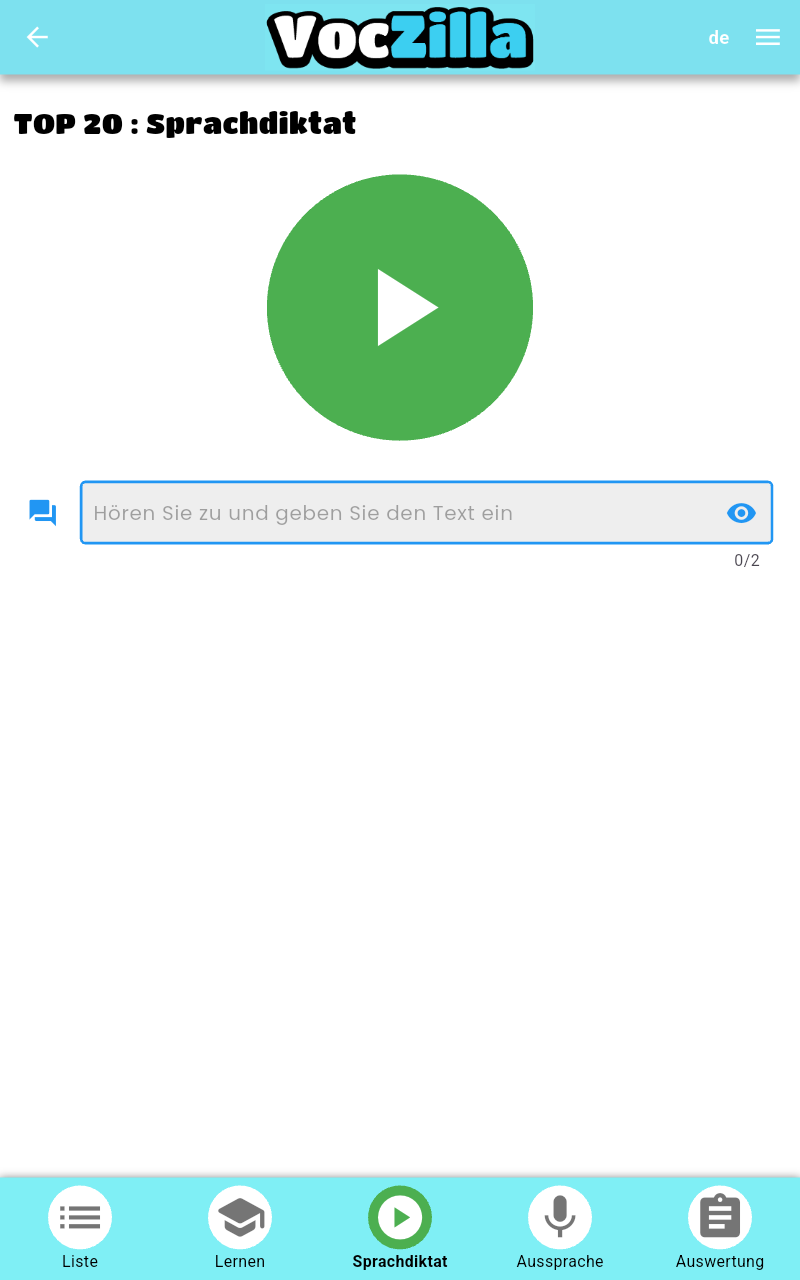 VocZilla
de
TOP 20 : Sprachdiktat
Hören Sie zu und geben Sie den Text ein
0/2
Liste
Lernen
Sprachdiktat
Aussprache
Auswertung